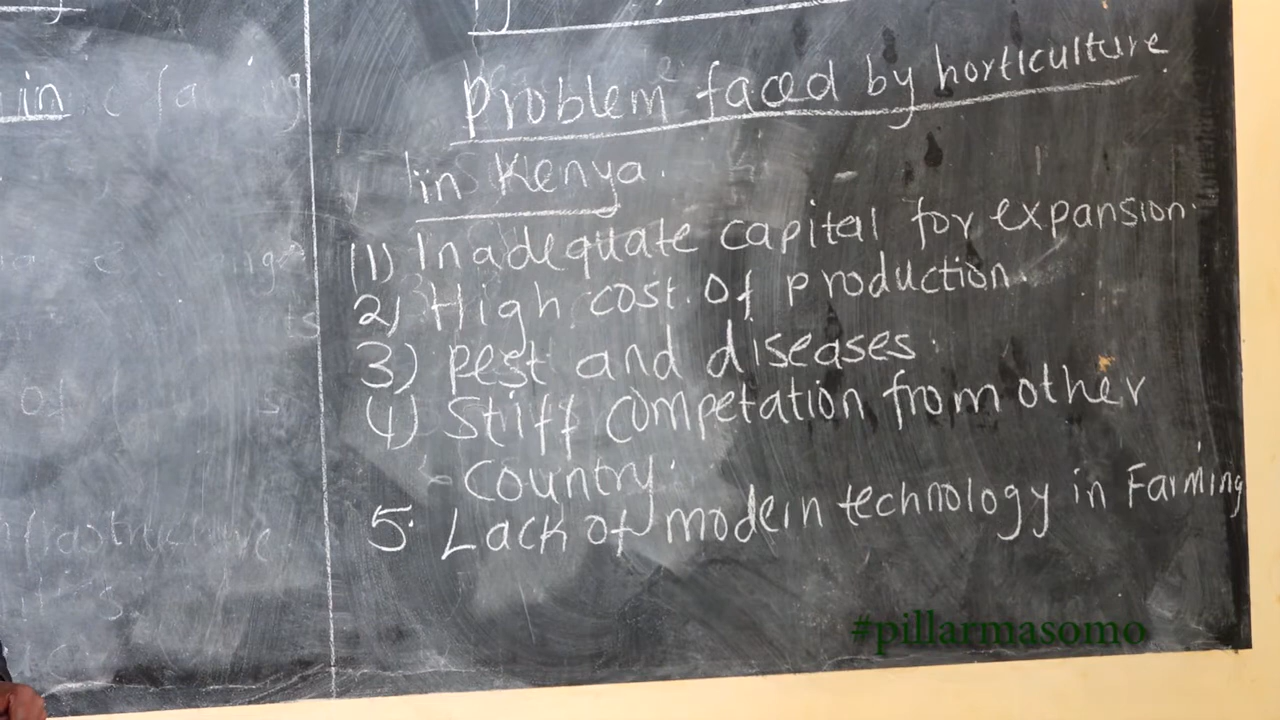 in
Problem faced by horticulture
in Kenya.
(1) Inadequate capital for expansion.
2) High cost of production.
3) pest and diseases.
4) Stiff competation from other
- Country.
5. Lack of modern technology in Farming
#pillarmasomo